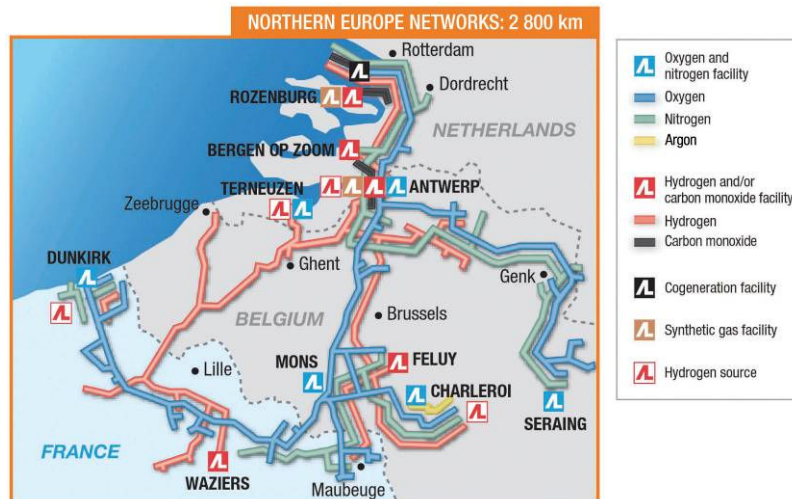 NORTHERN EUROPE NETWORKS: 2 800 km
Rotterdam
Dordrecht
ROZENBURG
NETHERLANDS
BERGEN OP ZOOM
TERNEUZEN
ANTWERP
Zeebrugge
DUNKIRK
Ghent
Genk
BELGIUM
Brussels
Lille
MONS
FELUY
CHARLEROI
SERAING
FRANCE
WAZIERS
Maubeuge
Oxygen and
nitrogen facility
Oxygen
Nitrogen
Argon
Hydrogen and/or
carbon monoxide facility
Hydrogen
Carbon monoxide
Cogeneration facility
Synthetic gas facility
Hydrogen source